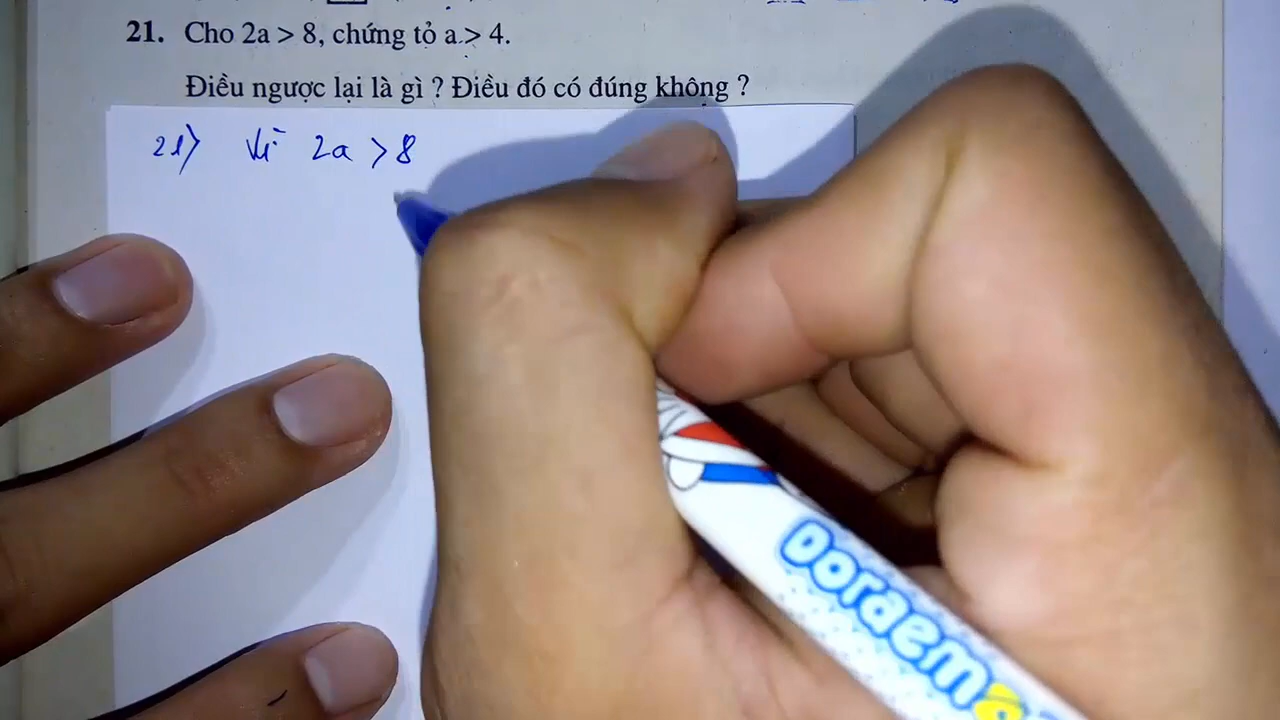 21. Cho 2a > 8, chứng tỏ a > 4.
Điều ngược lại là gì ? Điều đó có đúng không ?
21) Vì 2a > 8
Doraemo